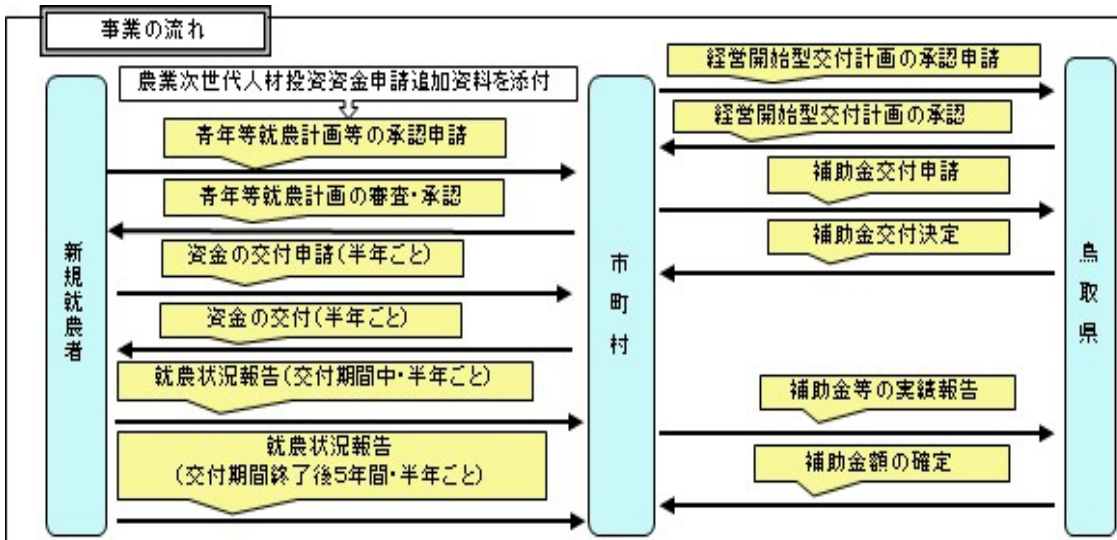 事業の流れ
新規就農者
農業次世代人材投資資金申請追加資料を添付
青年等就農計画等の承認申請
青年等就農計画の審査・承認
資金の交付申請(半年ごと)
資金の交付(半年ごと)
就農状況報告(交付期間中・半年ごと)
就農状況報告
(交付期間終了後5年間・半年ごと)
市町村
経営開始型交付計画の承認申請
経営開始型交付計画の承認
補助金交付申請
補助金交付決定
補助金等の実績報告
補助金額の確定
鳥取県